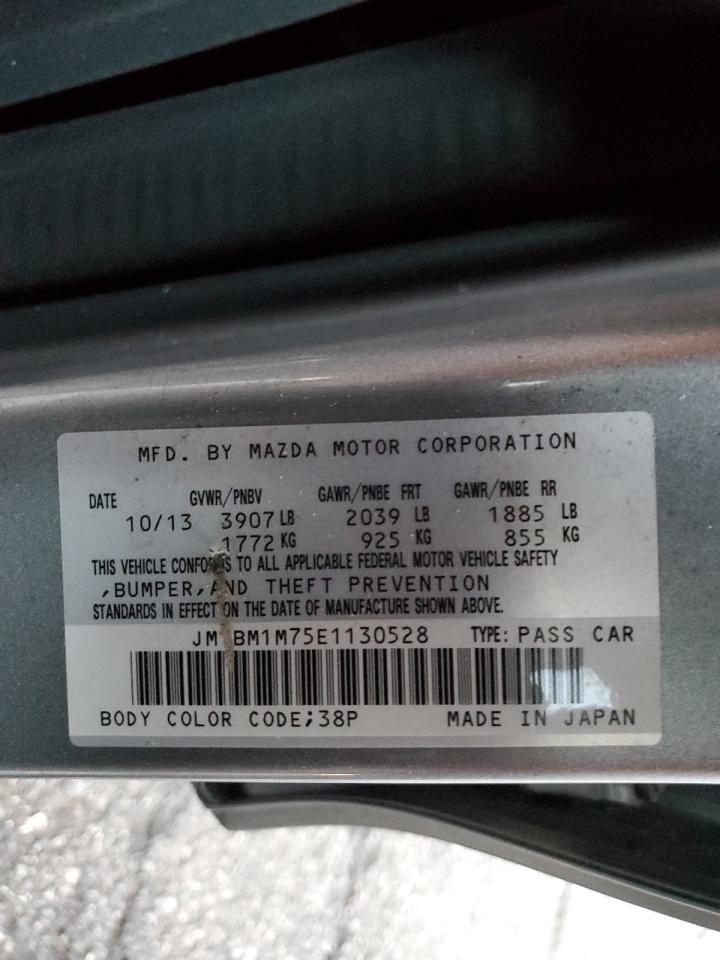 MFD. BY MAZDA MOTOR CORPORATION
DATE GVWR/PNBV GAWR/PNBE FRT GAWR/PNBE RR
10/13 3907 LB 2039 LB 1885 LB
1772 KG 925 KG 855 KG
THIS VEHICLE CONFORMS TO ALL APPLICABLE FEDERAL MOTOR VEHICLE SAFETY
,BUMPER,AND THEFT PREVENTION
STANDARDS IN EFFECT ON THE DATE OF MANUFACTURE SHOWN ABOVE.
JM1BM1M75E1130528 TYPE: PASS CAR
BODY COLOR CODE;38P MADE IN JAPAN